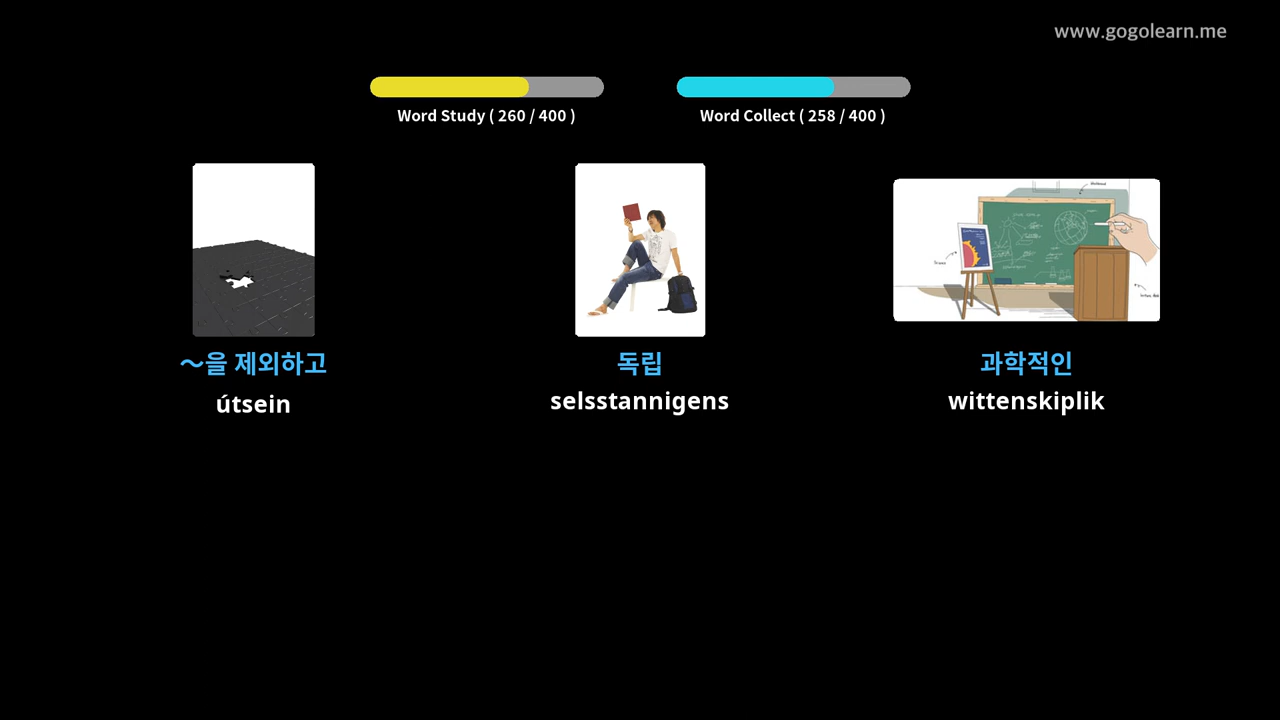 www.gogolearn.me
Word Study ( 260 / 400 )
Word Collect ( 258 / 400 )
～을 제외하고
útsein
독립
selsstannigens
과학적인
wittenskiplik